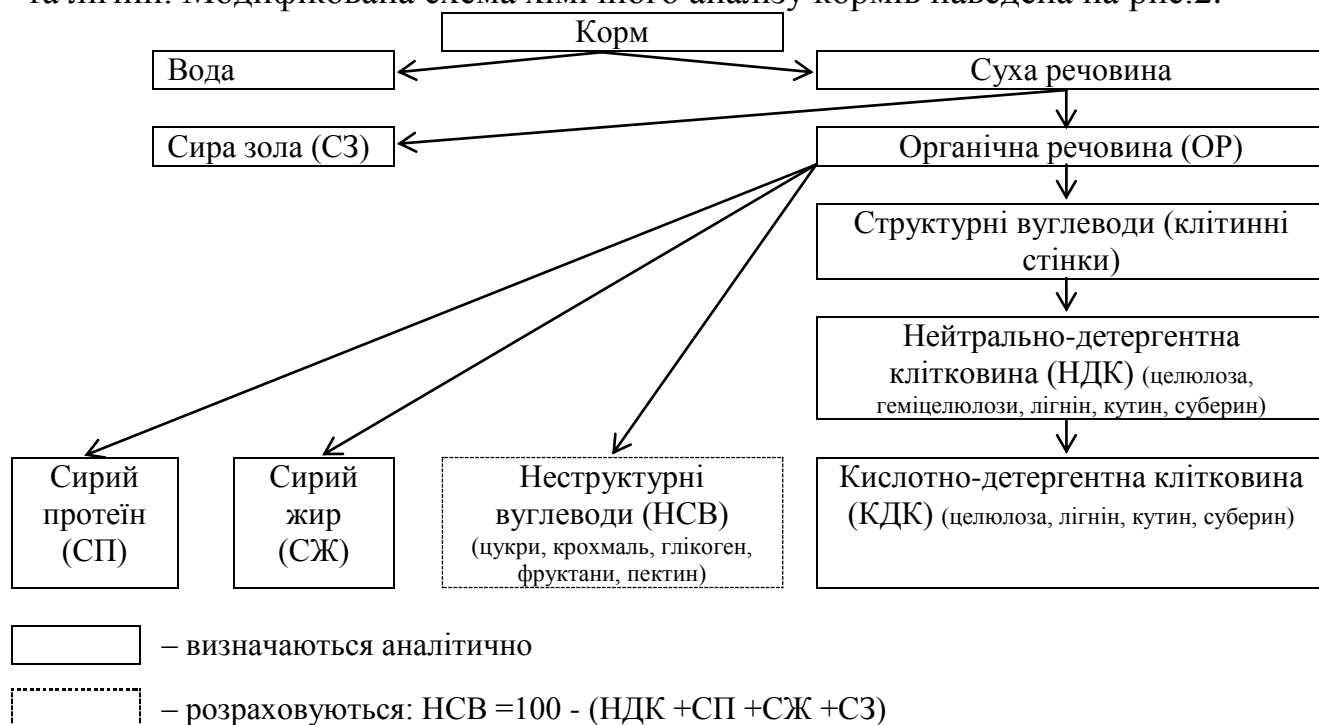 та лігнін. Модифікована схема хімічного аналізу кормів наведена на рис.2.
Корм
Вода
Суха речовина
Сира зола (СЗ)
Органічна речовина (ОР)
Структурні вуглеводи (клітинні
стінки)
Нейтрально-детергентна
клітковина (НДК) (целюлоза,
геміцелюлози, лігнін, кутин, суберин)
Сирий
протеїн
(СП)
Сирий
жир
(СЖ)
Неструктурні
вуглеводи (НСВ)
(цукри, крохмаль, глікоген,
фруктани, пектин)
Кислотно-детергентна клітковина
(КДК) (целюлоза, лігнін, кутин, суберин)
– визначаються аналітично
– розраховуються: НСВ =100 - (НДК +СП +СЖ +СЗ)